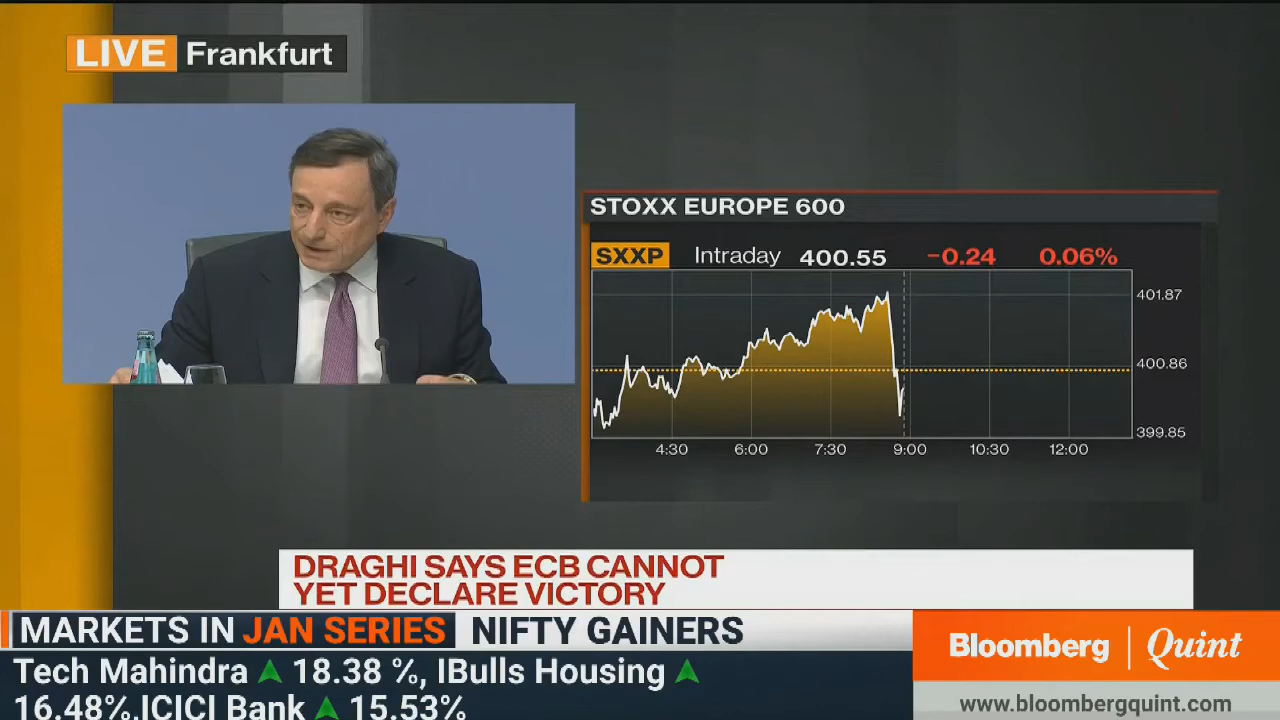 LIVE Frankfurt
STOXX EUROPE 600
SXXP Intraday 400.55 -0.24 0.06%
401.87
400.86
399.85
4:30 6:00 7:30 9:00 10:30 12:00
DRAGHI SAYS ECB CANNOT
YET DECLARE VICTORY
MARKETS IN JAN SERIES NIFTY GAINERS
Tech Mahindra ▲ 18.38 %, IBulls Housing ▲
16.48%,ICICI Bank ▲ 15.53%
Bloomberg | Quint
www.bloombergquint.com